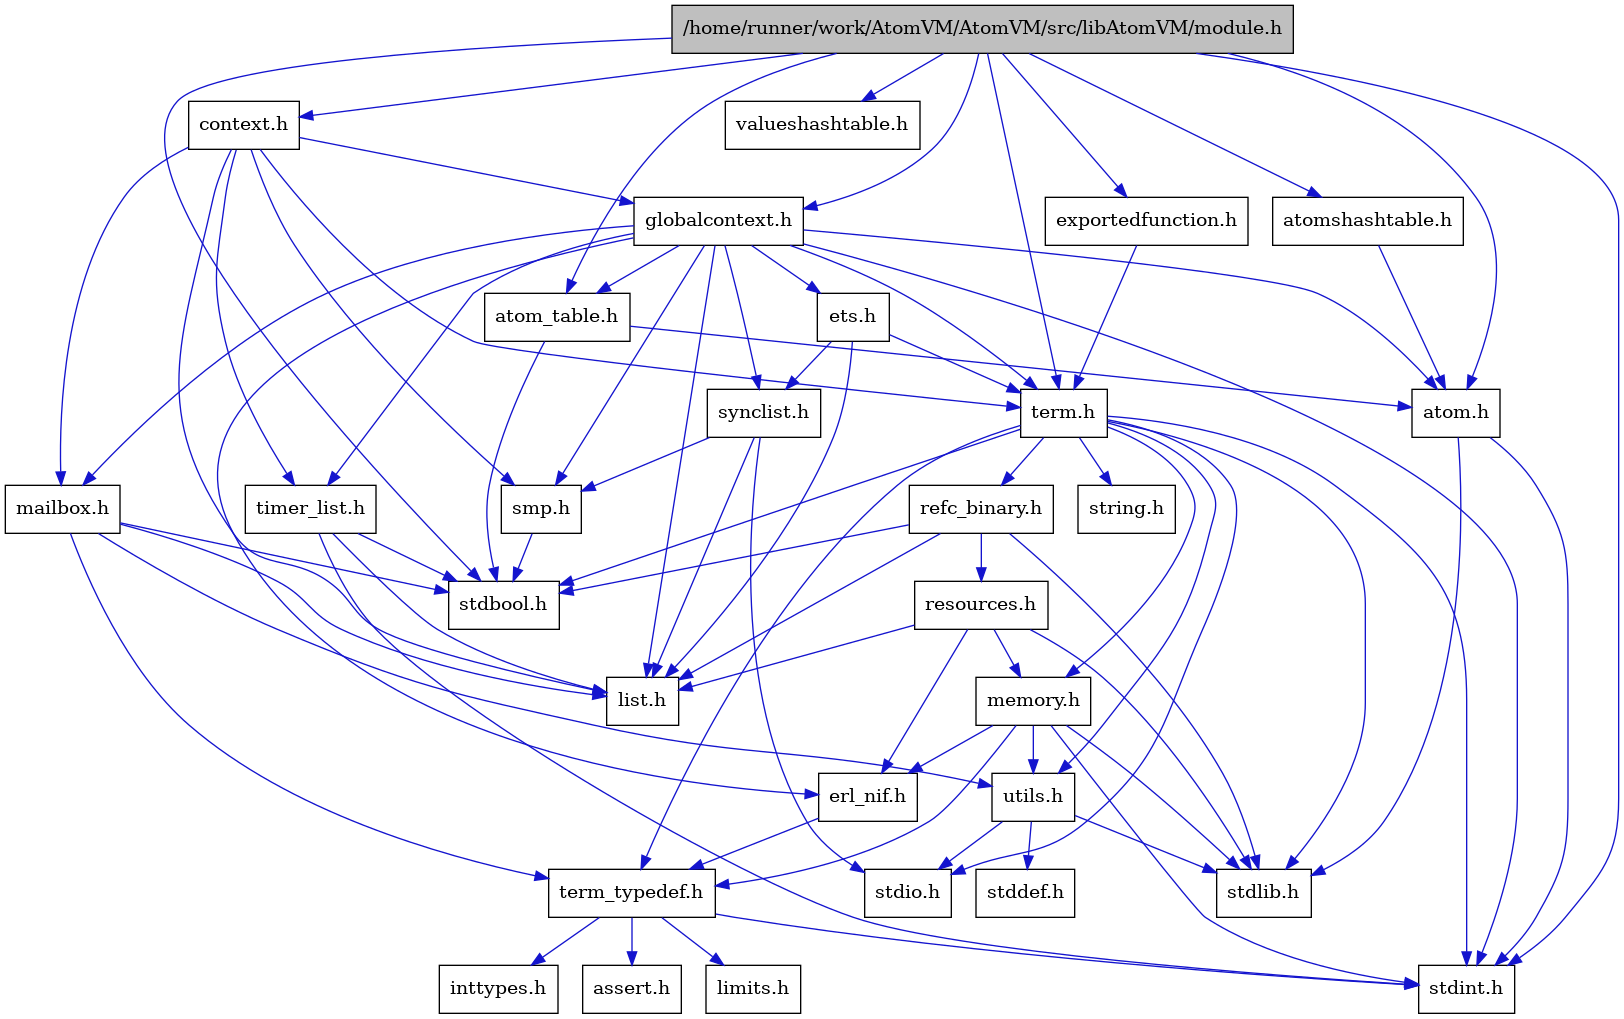 /home/runner/work/AtomVM/AtomVM/src/libAtomVM/module.h
context.h
valueshashtable.h
globalcontext.h
exportedfunction.h
atomshashtable.h
atom_table.h
ets.h
synclist.h
term.h
atom.h
mailbox.h
timer_list.h
smp.h
refc_binary.h
string.h
stdbool.h
resources.h
list.h
memory.h
erl_nif.h
utils.h
term_typedef.h
stdio.h
stddef.h
stdlib.h
inttypes.h
assert.h
limits.h
stdint.h